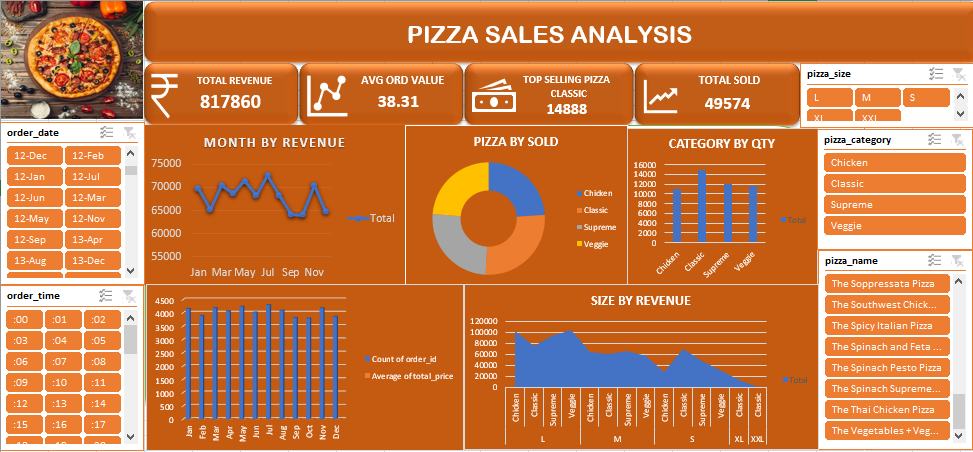 PIZZA SALES ANALYSIS
TOTAL REVENUE
817860
AVG ORD VALUE
38.31
TOP SELLING PIZZA
CLASSIC
14888
TOTAL SOLD
49574
pizza_size
L M S
XL XXL
order_date
12-Dec 12-Feb
12-Jan 12-Jul
12-Jun 12-Mar
12-May 12-Nov
12-Sep 13-Apr
13-Aug 13-Dec
MONTH BY REVENUE
75000
70000
65000
60000
55000
Jan Mar May Jul Sep Nov
Total
PIZZA BY SOLD
Chicken
Classic
Supreme
Veggie
CATEGORY BY QTY
16000
14000
12000
10000
8000
6000
4000
2000
0
Chicken Classic Supreme Veggie
Total
pizza_category
Chicken
Classic
Supreme
Veggie
order_time
:00 :01 :02
:03 :04 :05
:06 :07 :08
:09 :10 :11
:12 :13 :14
:15 :16 :17
:18 :19 :20
4500
4000
3500
3000
2500
2000
1500
1000
500
Jan Feb Mar Apr May Jun Jul Aug Sep Oct Nov Dec
Count of order_id
Average of total_price
SIZE BY REVENUE
120000
100000
80000
60000
40000
20000
0
Chicken Classic Supreme Veggie Chicken Classic Supreme Veggie Chicken Classic Supreme Veggie Classic Classic
L M S XL XXL
Total
pizza_name
The Soppressata Pizza
The Southwest Chick...
The Spicy Italian Pizza
The Spinach and Feta ...
The Spinach Pesto Pizza
The Spinach Supreme...
The Thai Chicken Pizza
The Vegetables + Veg...